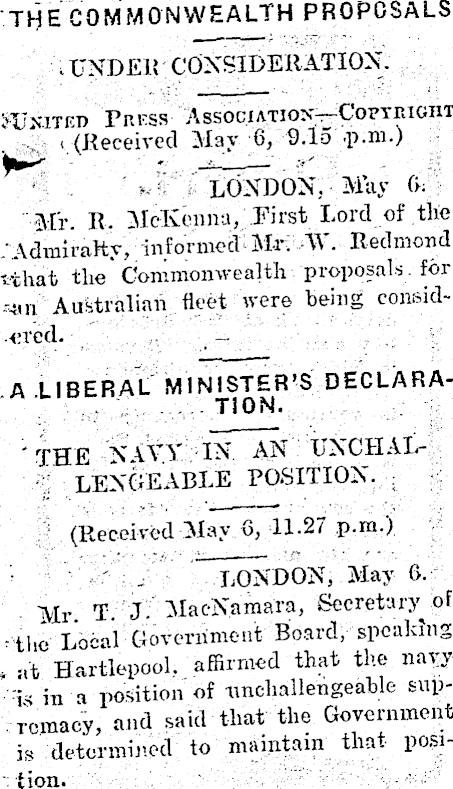 THE COMMONWEALTH PROPOSALS
UNDER CONSIDERATION.
UNITED PRESS ASSOCIATION—COPYRIGHT
(Received May 6, 9.15 p.m.)
LONDON, May 6.
Mr. R. McKenna, First Lord of the
Admiralty, informed Mr. W. Redmond
that the Commonwealth proposals for
an Australian fleet were being consid-
ered.
A LIBERAL MINISTER'S DECLARA-
TION.
THE NAVY IN AN UNCHAL-
LENGEABLE POSITION.
(Received May 6, 11.27 p.m.)
LONDON, May 6.
Mr. T. J. MacNamara, Secretary of
the Local Government Board, speaking
at Hartlepool, affirmed that the navy
is in a position of unchallengeable sup-
remacy, and said that the Government
is determined to maintain that posi-
tion.